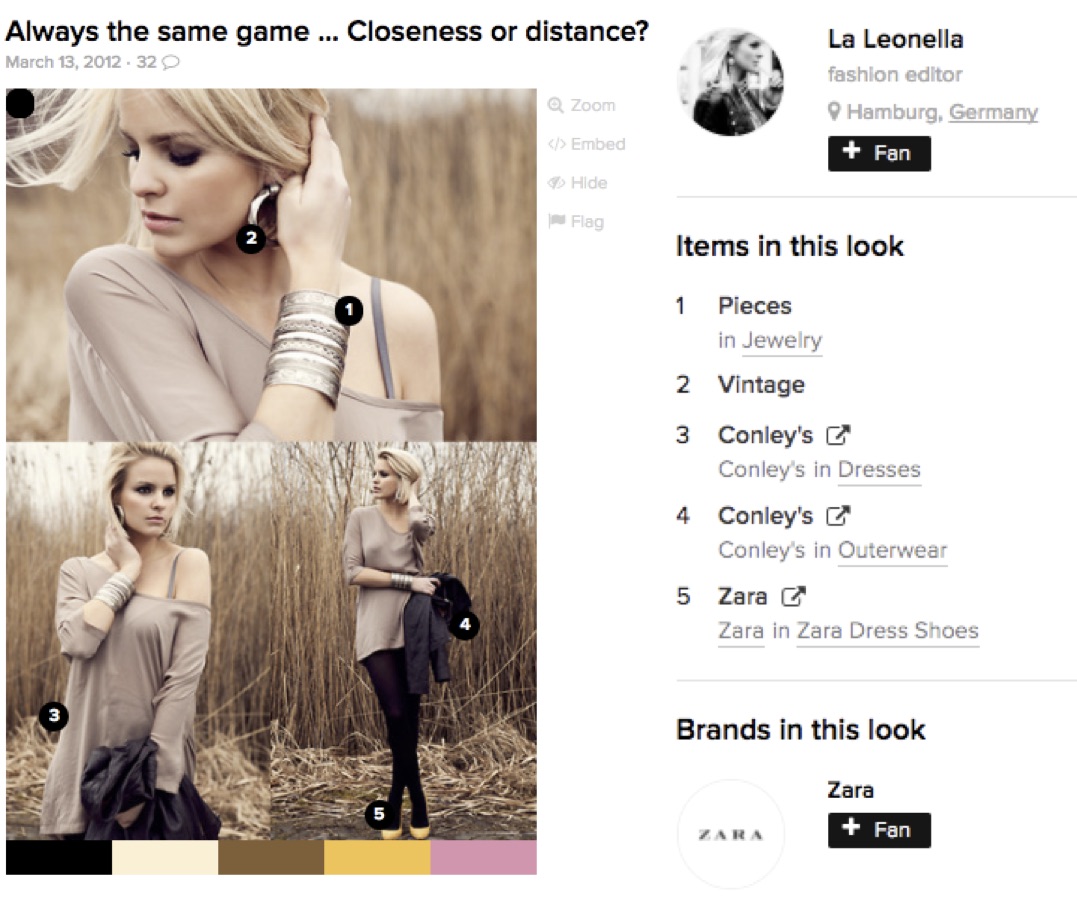 Always the same game ... Closeness or distance?
March 13, 2012 · 32
Zoom
Embed
Hide
Flag
2
1
3
4
5
La Leonella
fashion editor
Hamburg, Germany
+ Fan
Items in this look
1 Pieces
in Jewelry
2 Vintage
3 Conley's
Conley's in Dresses
4 Conley's
Conley's in Outerwear
5 Zara
Zara in Zara Dress Shoes
Brands in this look
ZARA
Zara
+ Fan